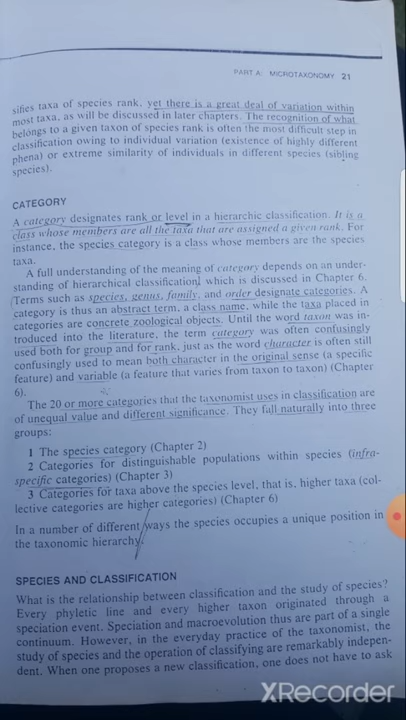 PART A: MICROTAXONOMY 21
sifies taxa of species rank, yet there is a great deal of variation within
most taxa, as will be discussed in later chapters. The recognition of what
belongs to a given taxon of species rank is often the most difficult step in
classification owing to individual variation (existence of highly different
phena) or extreme similarity of individuals in different species (sibling
species).
CATEGORY
A category designates rank or level in a hierarchic classification. It is a
class whose members are all the taxa that are assigned a given rank. For
instance, the species category is a class whose members are the species
taxa.
A full understanding of the meaning of category depends on an under-
standing of hierarchical classification, which is discussed in Chapter 6.
Terms such as species, genus, family, and order designate categories. A
category is thus an abstract term, a class name, while the taxa placed in
categories are concrete zoological objects. Until the word taxon was in-
troduced into the literature, the term category was often confusingly
used both for group and for rank, just as the word character is often still
confusingly used to mean both character in the original sense (a specific
feature) and variable (a feature that varies from taxon to taxon) (Chapter
6).
The 20 or more categories that the taxonomist uses in classification are
of unequal value and different significance. They fall naturally into three
groups:
1 The species category (Chapter 2)
2 Categories for distinguishable populations within species (infra-
specific categories) (Chapter 3)
3 Categories for taxa above the species level, that is, higher taxa (col-
lective categories are higher categories) (Chapter 6)
In a number of different ways the species occupies a unique position in
the taxonomic hierarchy.
SPECIES AND CLASSIFICATION
What is the relationship between classification and the study of species?
Every phyletic line and every higher taxon originated through a
speciation event. Speciation and macroevolution thus are part of a single
continuum. However, in the everyday practice of the taxonomist, the
study of species and the operation of classifying are remarkably indepen-
dent. When one proposes a new classification, one does not have to ask
XRecorder